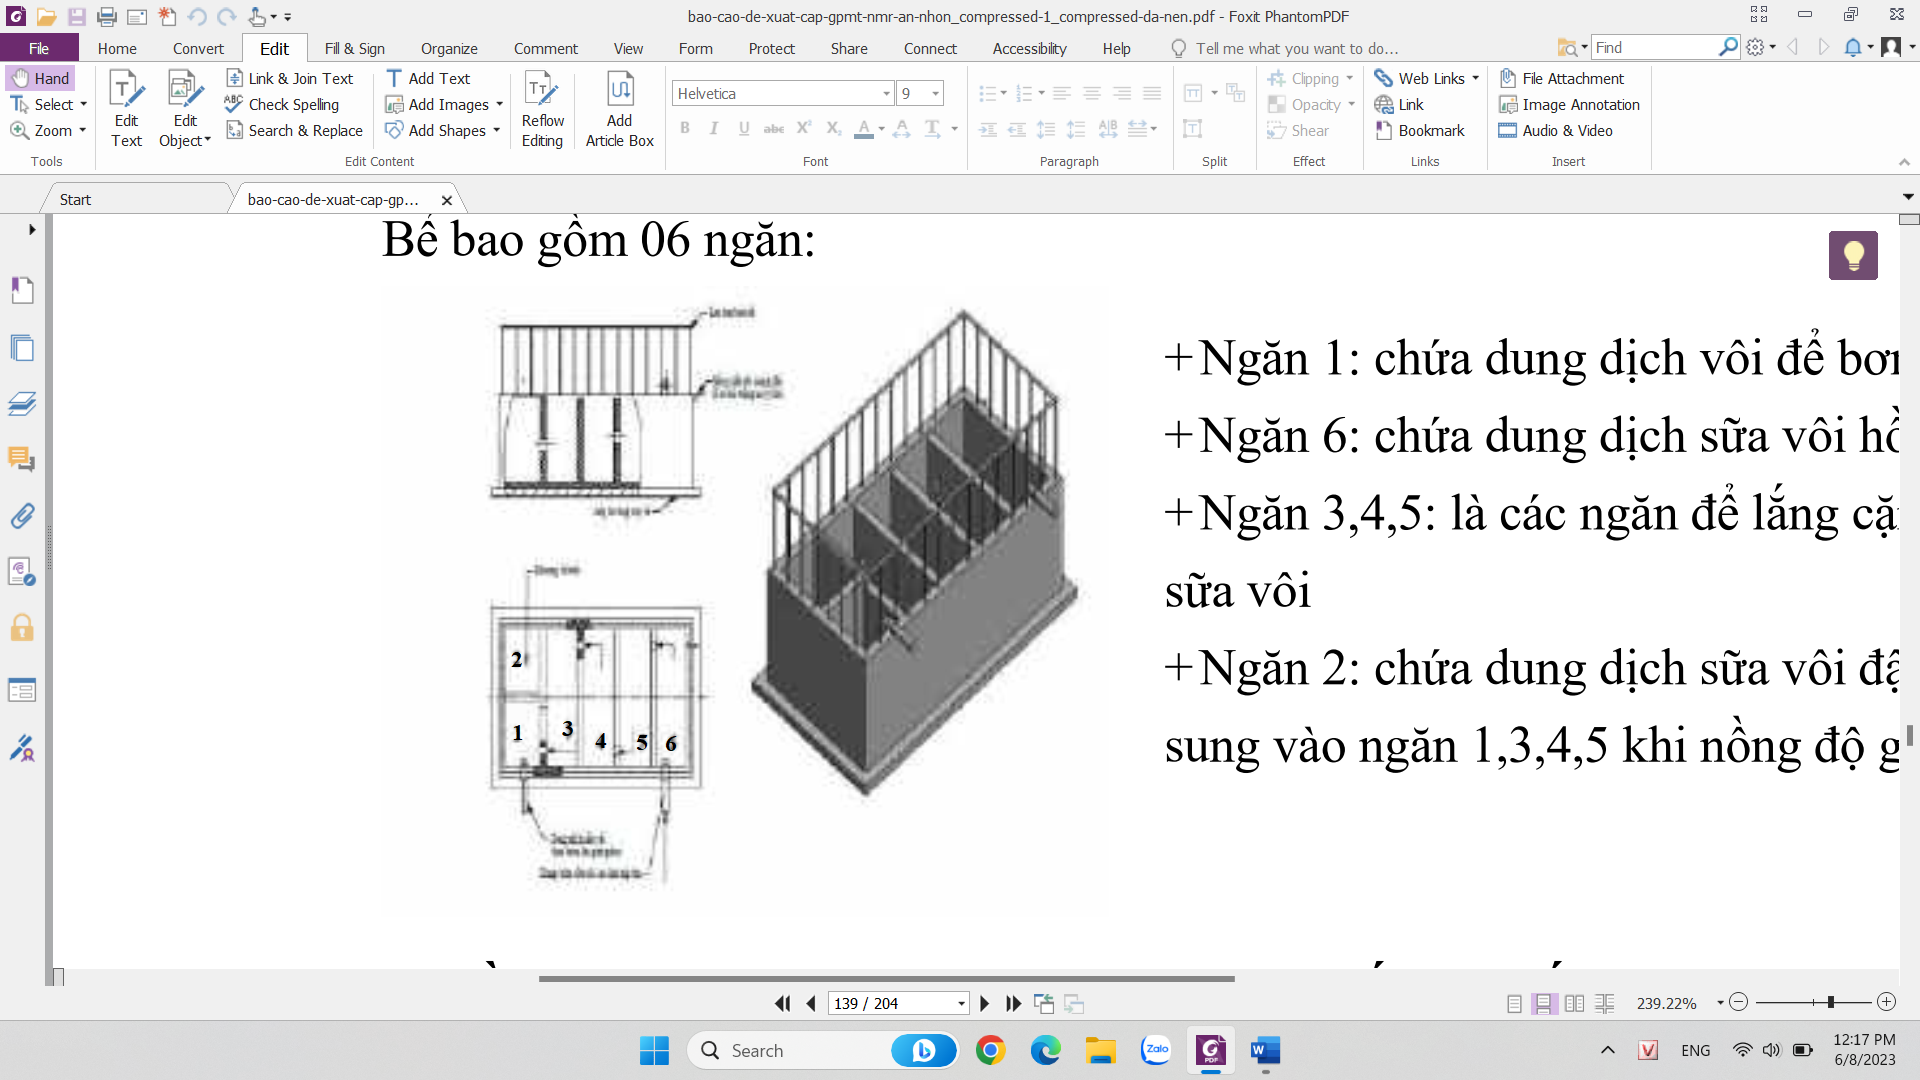 bao-cao-de-xuat-cap-gpmt-nmr-an-nhon_compressed-1_compressed-da-nen.pdf - Foxit PhantomPDF
File Home Convert Edit Fill & Sign Organize Comment View Form Protect Share Connect Accessibility Help Tell me what you want to do... Find
Hand Link & Join Text Add Text Helvetica 9 Clipping Web Links File Attachment
Select Check Spelling Add Images Opacity Link Image Annotation
Zoom Search & Replace Add Shapes Shear Bookmark Audio & Video
Edit Text Edit Object Reflow Editing Add Article Box
Tools Edit Content Font Paragraph Split Effect Links Insert
Start bao-cao-de-xuat-cap-gp...
Bể bao gồm 06 ngăn:
+Ngăn 1: chứa dung dịch vôi để
+Ngăn 6: chứa dung dịch sữa vôi
+Ngăn 3,4,5: là các ngăn để lắng
sữa vôi
+Ngăn 2: chứa dung dịch sữa vôi
sung vào ngăn 1,3,4,5 khi nồng độ
2
1 3 4 5 6
139 / 204
239.22%
Search
Zalo
ENG
12:17 PM
6/8/2023